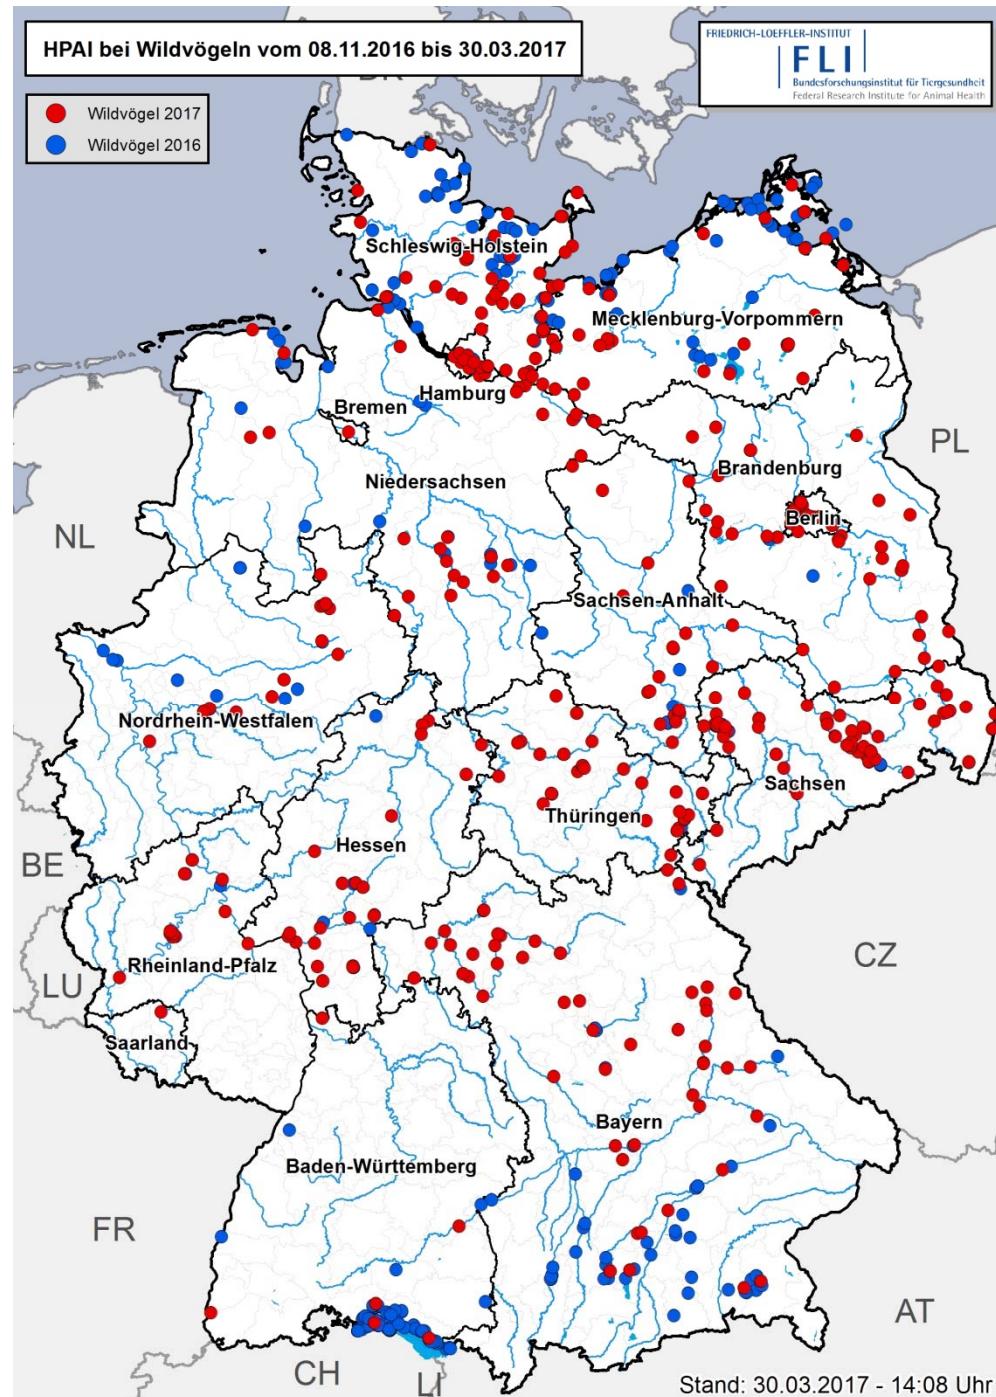 HPAI bei Wildvögeln vom 08.11.2016 bis 30.03.2017
FRIEDRICH-LOEFFLER-INSTITUT
FLI
Bundesforschungsinstitut für Tiergesundheit
Federal Research Institute for Animal Health
Wildvögel 2017
Wildvögel 2016
Schleswig-Holstein
Mecklenburg-Vorpommern
Hamburg
Bremen
PL
Brandenburg
Niedersachsen
Berlin
NL
Sachsen-Anhalt
Nordrhein-Westfalen
Sachsen
Thüringen
Hessen
BE
CZ
Rheinland-Pfalz
LU
Saarland
Bayern
Baden-Württemberg
FR
AT
CH
LI
Stand: 30.03.2017 - 14:08 Uhr